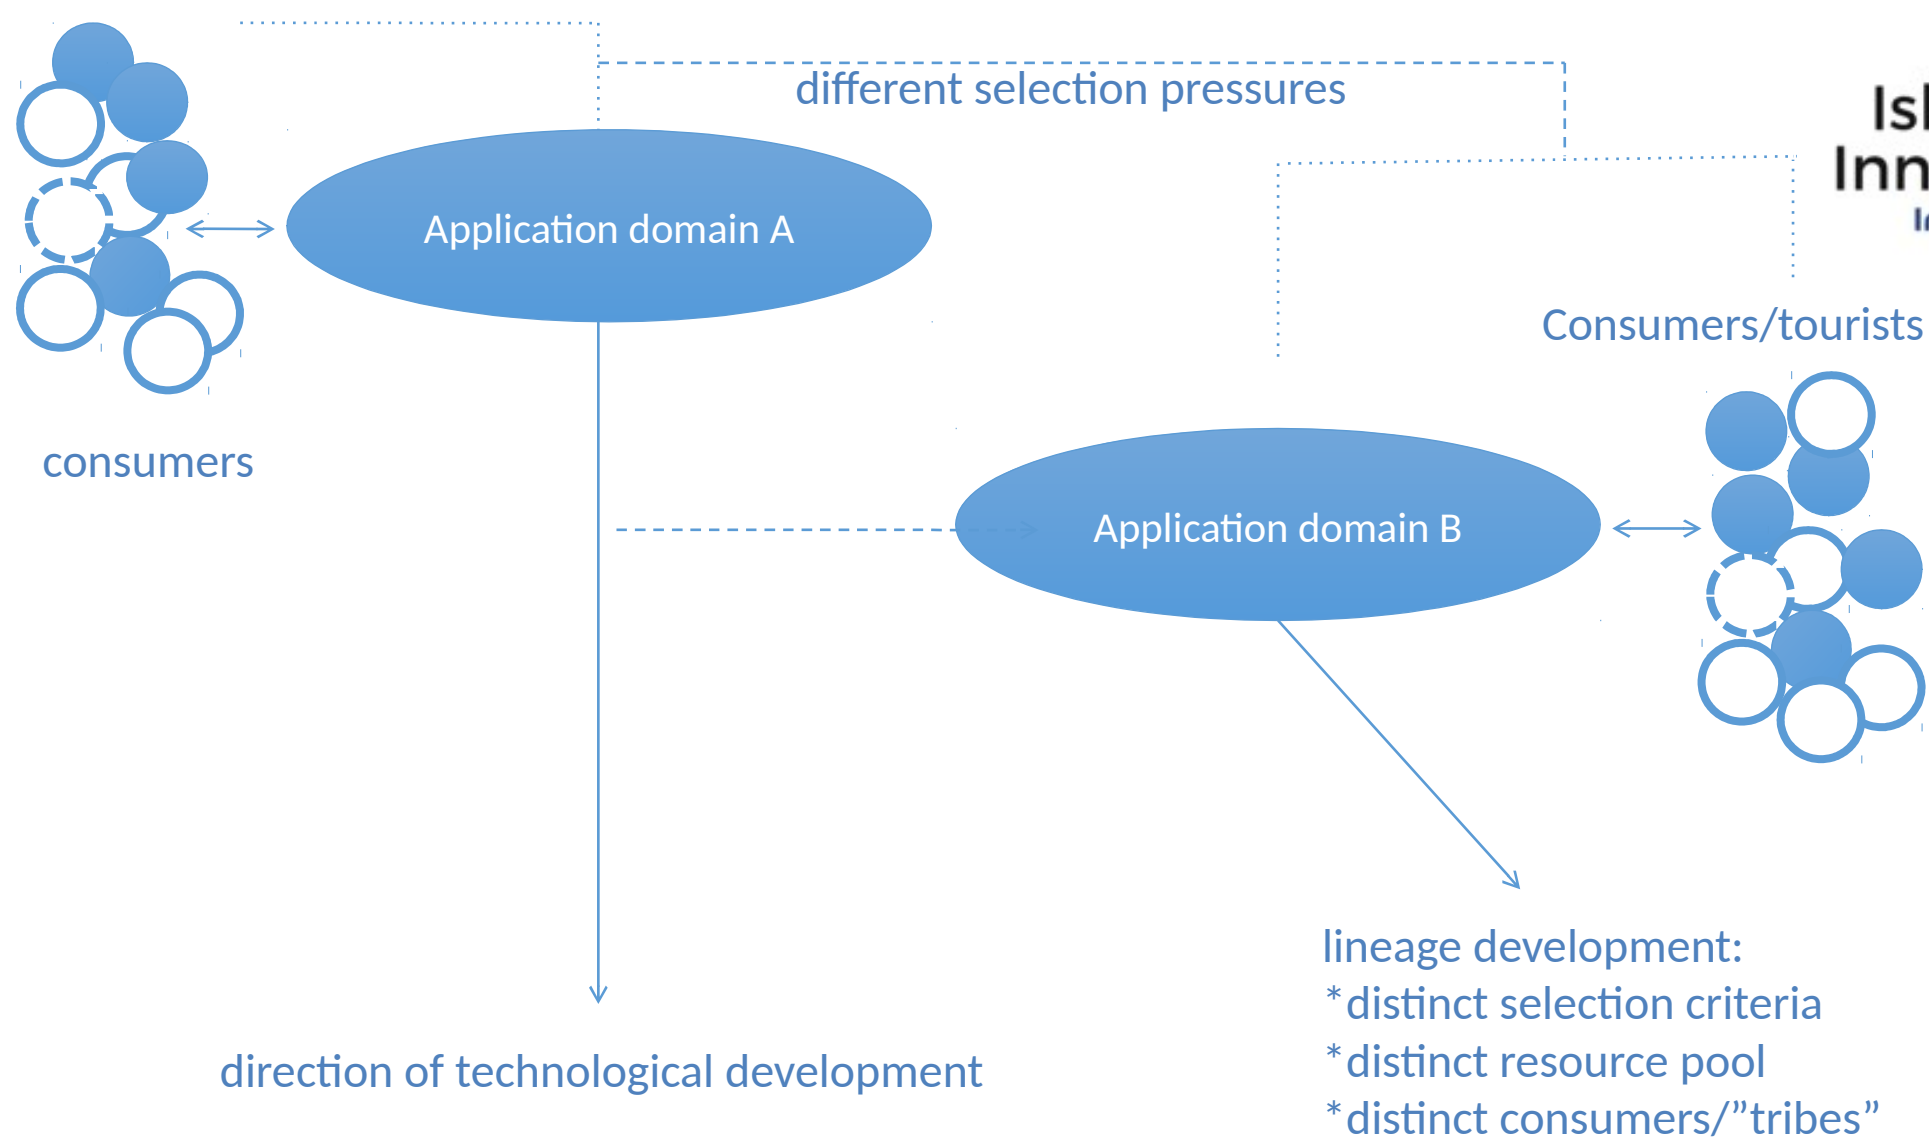 different selection pressures
Application domain A
Consumers/tourists
consumers
Application domain B
lineage development:
*distinct selection criteria
*distinct resource pool
*distinct consumers/”tribes”
direction of technological development